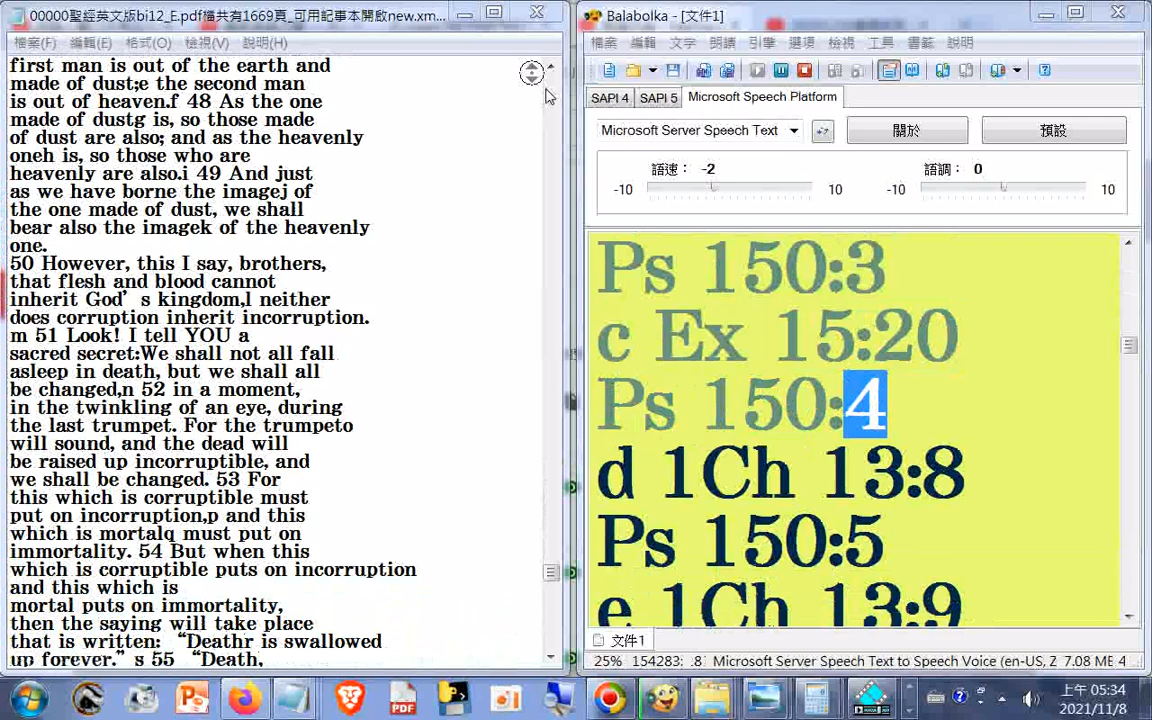 00000聖經英文版bi12_E.pdf檔共有1669頁_可用記事本開啟new.xm...
檔案(F) 編輯(E) 格式(O) 檢視(V) 說明(H)
first man is out of the earth and
made of dust;e the second man
is out of heaven.f 48 As the one
made of dustg is, so those made
of dust are also; and as the heavenly
oneh is, so those who are
heavenly are also.i 49 And just
as we have borne the imagej of
the one made of dust, we shall
bear also the imagek of the heavenly
one.
50 However, this I say, brothers,
that flesh and blood cannot
inherit God’s kingdom,l neither
does corruption inherit incorruption.
m 51 Look! I tell YOU a
sacred secret:We shall not all fall
asleep in death, but we shall all
be changed,n 52 in a moment,
in the twinkling of an eye, during
the last trumpet. For the trumpeto
will sound, and the dead will
be raised up incorruptible, and
we shall be changed. 53 For
this which is corruptible must
put on incorruption,p and this
which is mortalq must put on
immortality. 54 But when this
which is corruptible puts on incorruption
and this which is
mortal puts on immortality,
then the saying will take place
that is written: “Deathr is swallowed
up forever.”s 55 “Death,
Balabolka - [文件1]
檔案 編輯 文字 朗讀 引擎 選項 檢視 工具 書籤 說明
SAPI 4 SAPI 5 Microsoft Speech Platform
Microsoft Server Speech Text 關於 預設
語速： -2 語調： 0
-10 10 -10 10
Ps 150:3
c Ex 15:20
Ps 150:4
d 1Ch 13:8
Ps 150:5
e 1Ch 13:9
文件1
25% 154283: .8 Microsoft Server Speech Text to Speech Voice (en-US, Z 7.08 MB 4
PDF
上午 05:34
2021/11/8